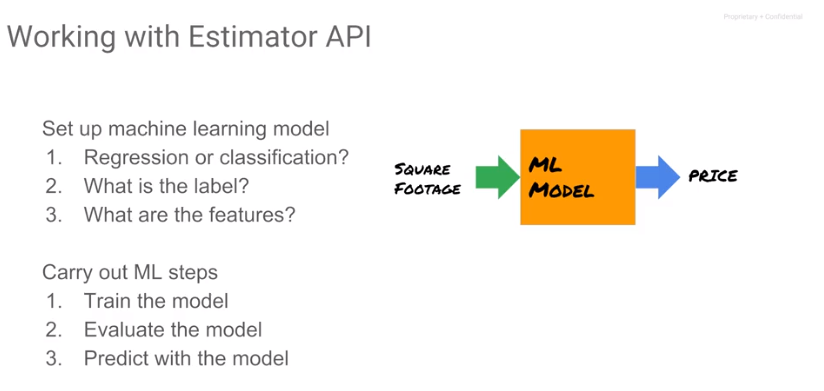 Proprietary + Confidential
Working with Estimator API
Set up machine learning model
1. Regression or classification?
2. What is the label?
3. What are the features?
SQUARE
FOOTAGE
ML
MODEL
PRICE
Carry out ML steps
1. Train the model
2. Evaluate the model
3. Predict with the model